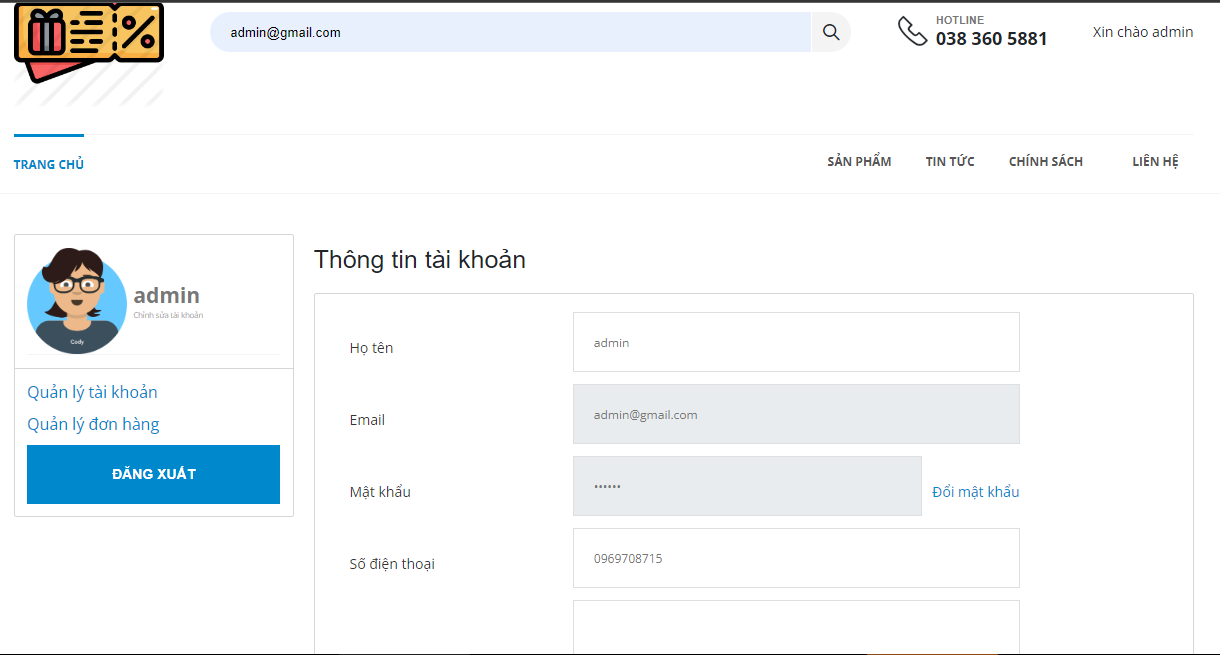 admin@gmail.com
HOTLINE
038 360 5881
Xin chào admin
TRANG CHỦ
SẢN PHẨM
TIN TỨC
CHÍNH SÁCH
LIÊN HỆ
Cody
admin
Chỉnh sửa tài khoản
Quản lý tài khoản
Quản lý đơn hàng
ĐĂNG XUẤT
Thông tin tài khoản
Họ tên
admin
Email
admin@gmail.com
Mật khẩu
••••••
Đổi mật khẩu
Số điện thoại
0969708715